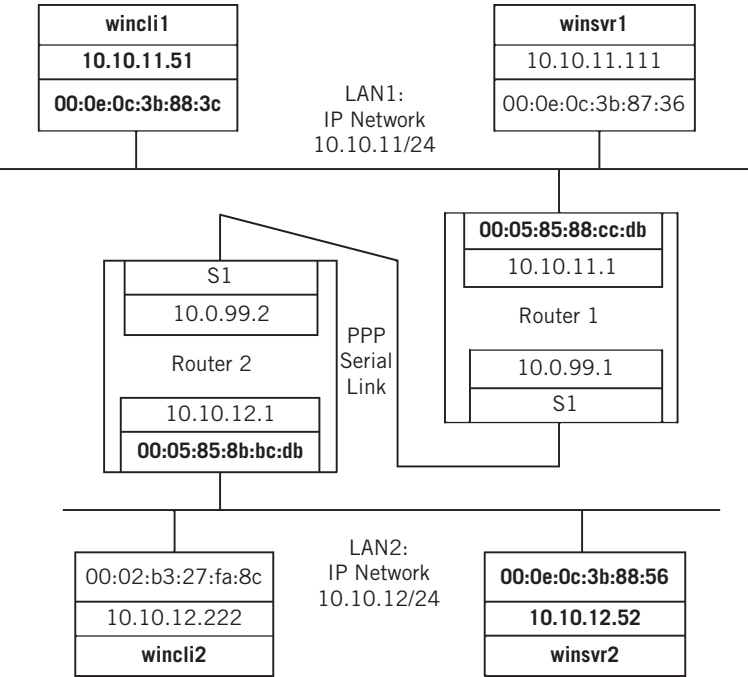 wincli1
10.10.11.51
00:0e:0c:3b:88:3c
LAN1:
IP Network
10.10.11/24
winsvr1
10.10.11.111
00:0e:0c:3b:87:36
00:05:85:88:cc:db
10.10.11.1
Router 1
10.0.99.1
S1
S1
10.0.99.2
Router 2
10.10.12.1
00:05:85:8b:bc:db
PPP
Serial
Link
00:02:b3:27:fa:8c
10.10.12.222
wincli2
LAN2:
IP Network
10.10.12/24
00:0e:0c:3b:88:56
10.10.12.52
winsvr2